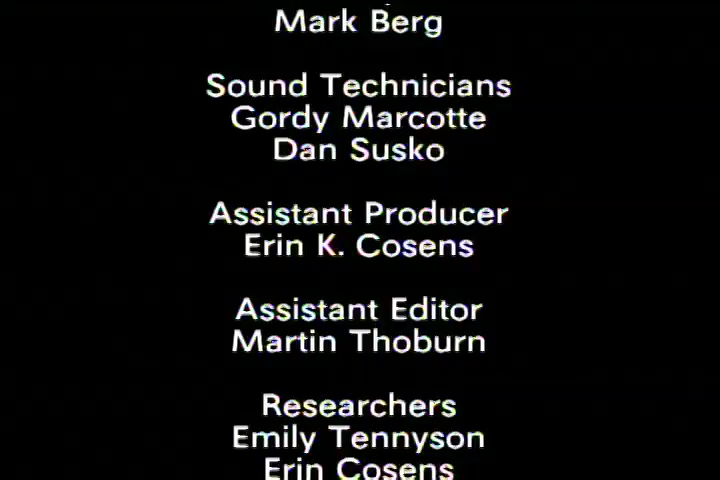 Mark Berg
Sound Technicians
Gordy Marcotte
Dan Susko
Assistant Producer
Erin K. Cosens
Assistant Editor
Martin Thoburn
Researchers
Emily Tennyson
Erin Cosens